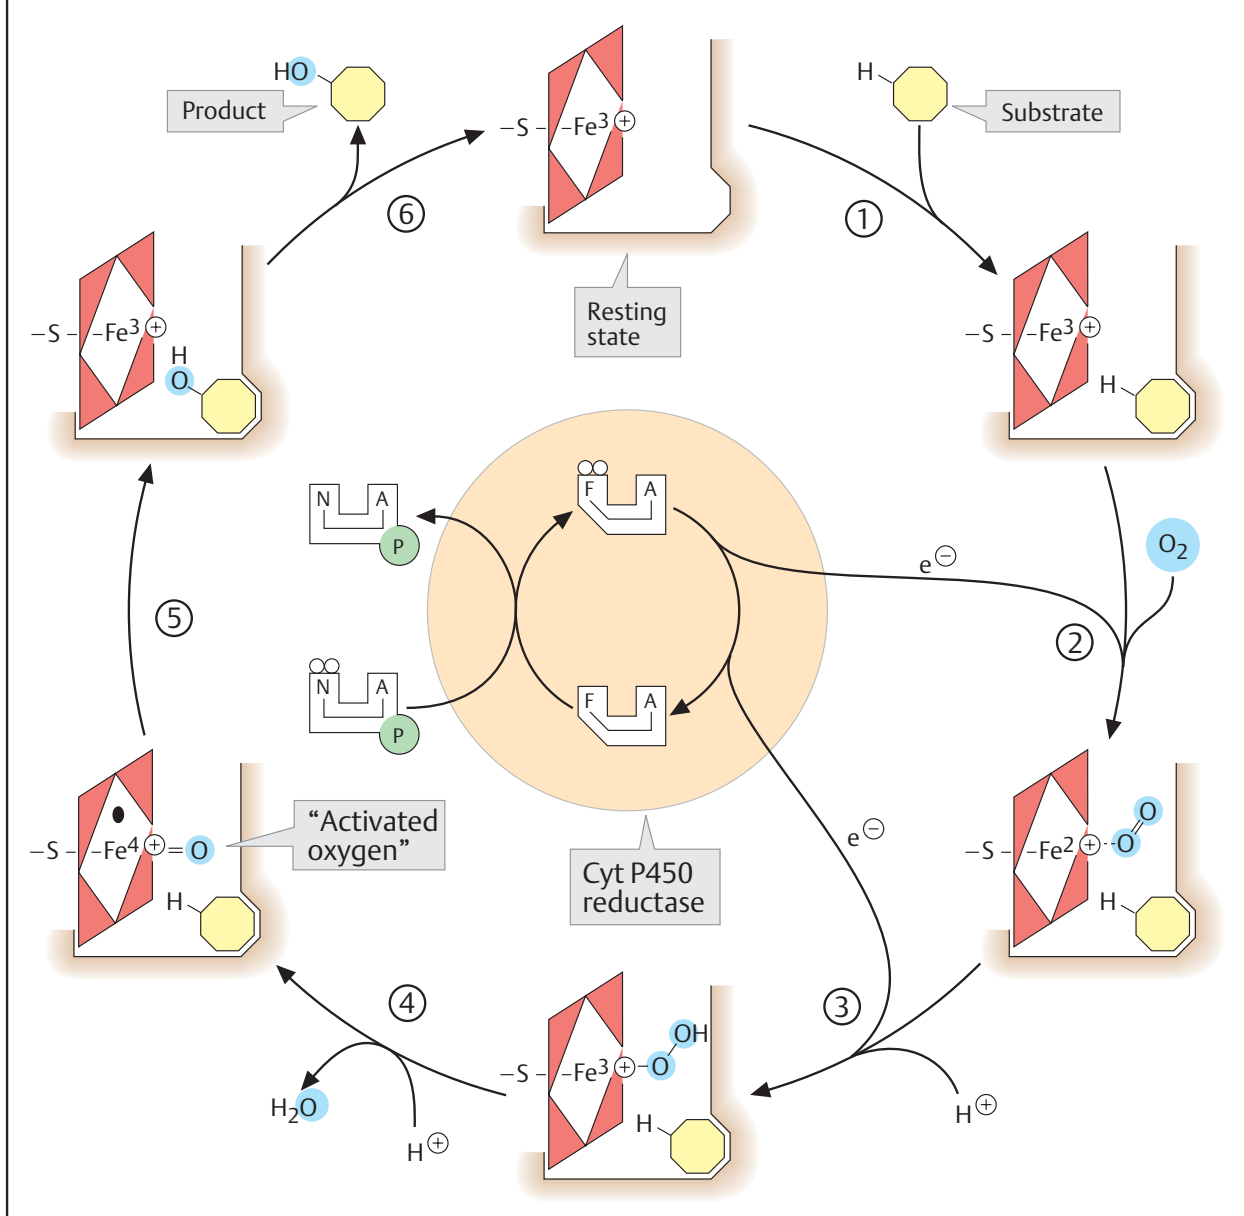 HO
Product
–S – –Fe3 +
H
Substrate
6
1
Resting
state
–S – –Fe3 +
H
O
–S – –Fe3 +
H
N A
P
F A
e–
O2
5
2
N A
P
F A
–S – –Fe4 + =O
H
"Activated
oxygen"
e–
Cyt P450
reductase
–S – –Fe2 + --O
O
H
4
3
–S – –Fe3 + –O
OH
H
H2O
H+
H+